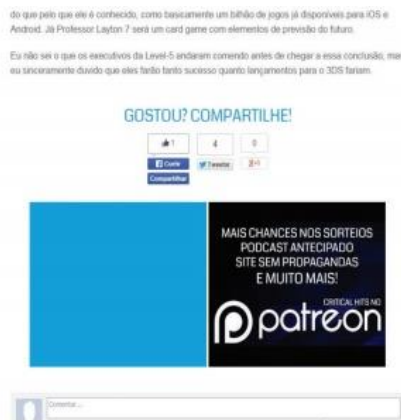 do que pelo que ele é conhecido, como basicamente um bilhão de jogos já disponíveis para iOS e
Android. Já Professor Layton 7 será um card game com elementos de previsão do futuro.
Eu não sei o que os executivos da Level-5 andaram comendo antes de chegar a essa conclusão, mas
eu sinceramente duvido que eles farão tanto sucesso quanto lançamentos para o 3DS fariam.
GOSTOU? COMPARTILHE!
1 4 0
Curtir Tweetar +1
Compartilhar
MAIS CHANCES NOS SORTEIOS
PODCAST ANTECIPADO
SITE SEM PROPAGANDAS
E MUITO MAIS!
CRITICAL HITS NO
patreon
Comentar...